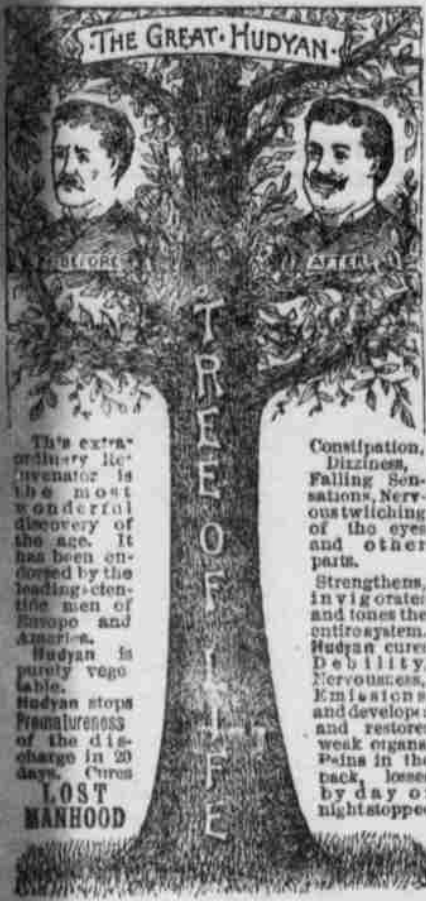 THE GREAT HUDYAN
BEFORE
AFTER
TREE OF LIFE
This extra-
ordinary Re-
juvenator is
the most
wonderful
discovery of
the age. It
has been en-
dorsed by the
leading scien-
tific men of
Europe and
America.
Hudyan is
purely vege
table.
Hudyan stops
Prematureness
of the dis-
charge in 20
days. Cures
LOST
MANHOOD
Constipation,
Dizziness,
Falling Sen-
sations, Nerv-
ous twitching
of the eyes
and other
parts.
Strengthens,
invigorates
and tones the
entire system.
Hudyan cures
Debility,
Nervousness,
Emissions
and develops
and restores
weak organs
Pains in the
back, losses
by day or
night stopped